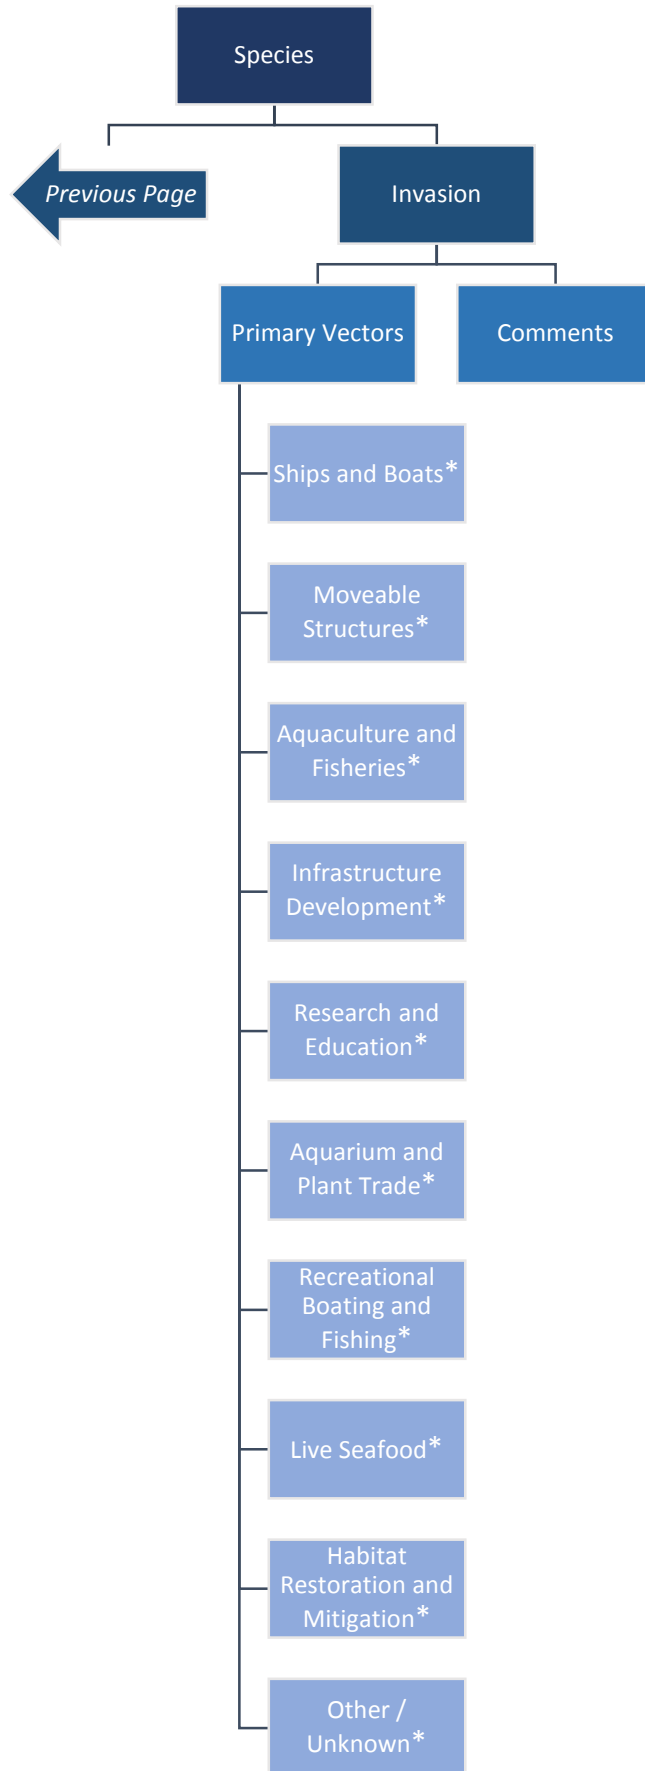 Species
Previous Page
Invasion
Primary Vectors
Comments
Ships and Boats*
Moveable
Structures*
Aquaculture and
Fisheries*
Infrastructure
Development*
Research and
Education*
Aquarium and
Plant Trade*
Recreational
Boating and
Fishing*
Live Seafood*
Habitat
Restoration and
Mitigation*
Other /
Unknown*